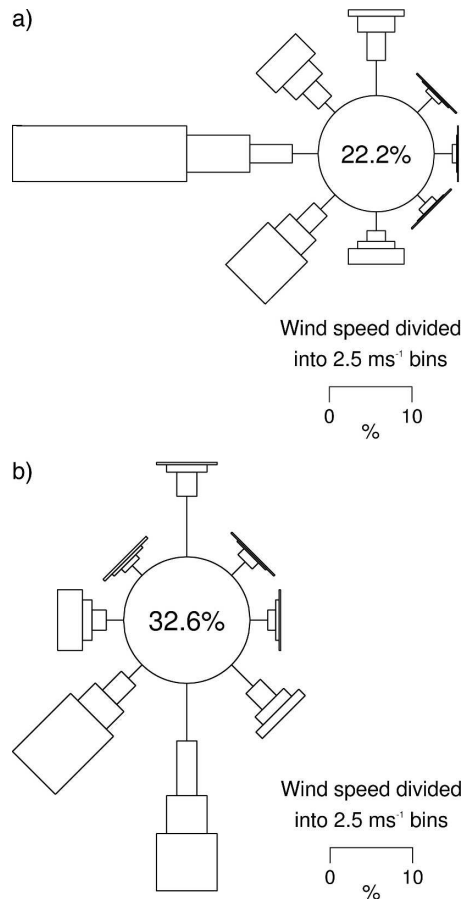 a)
22.2%
Wind speed divided
into 2.5 ms⁻¹ bins
0 10
%
b)
32.6%
Wind speed divided
into 2.5 ms⁻¹ bins
0 10
%